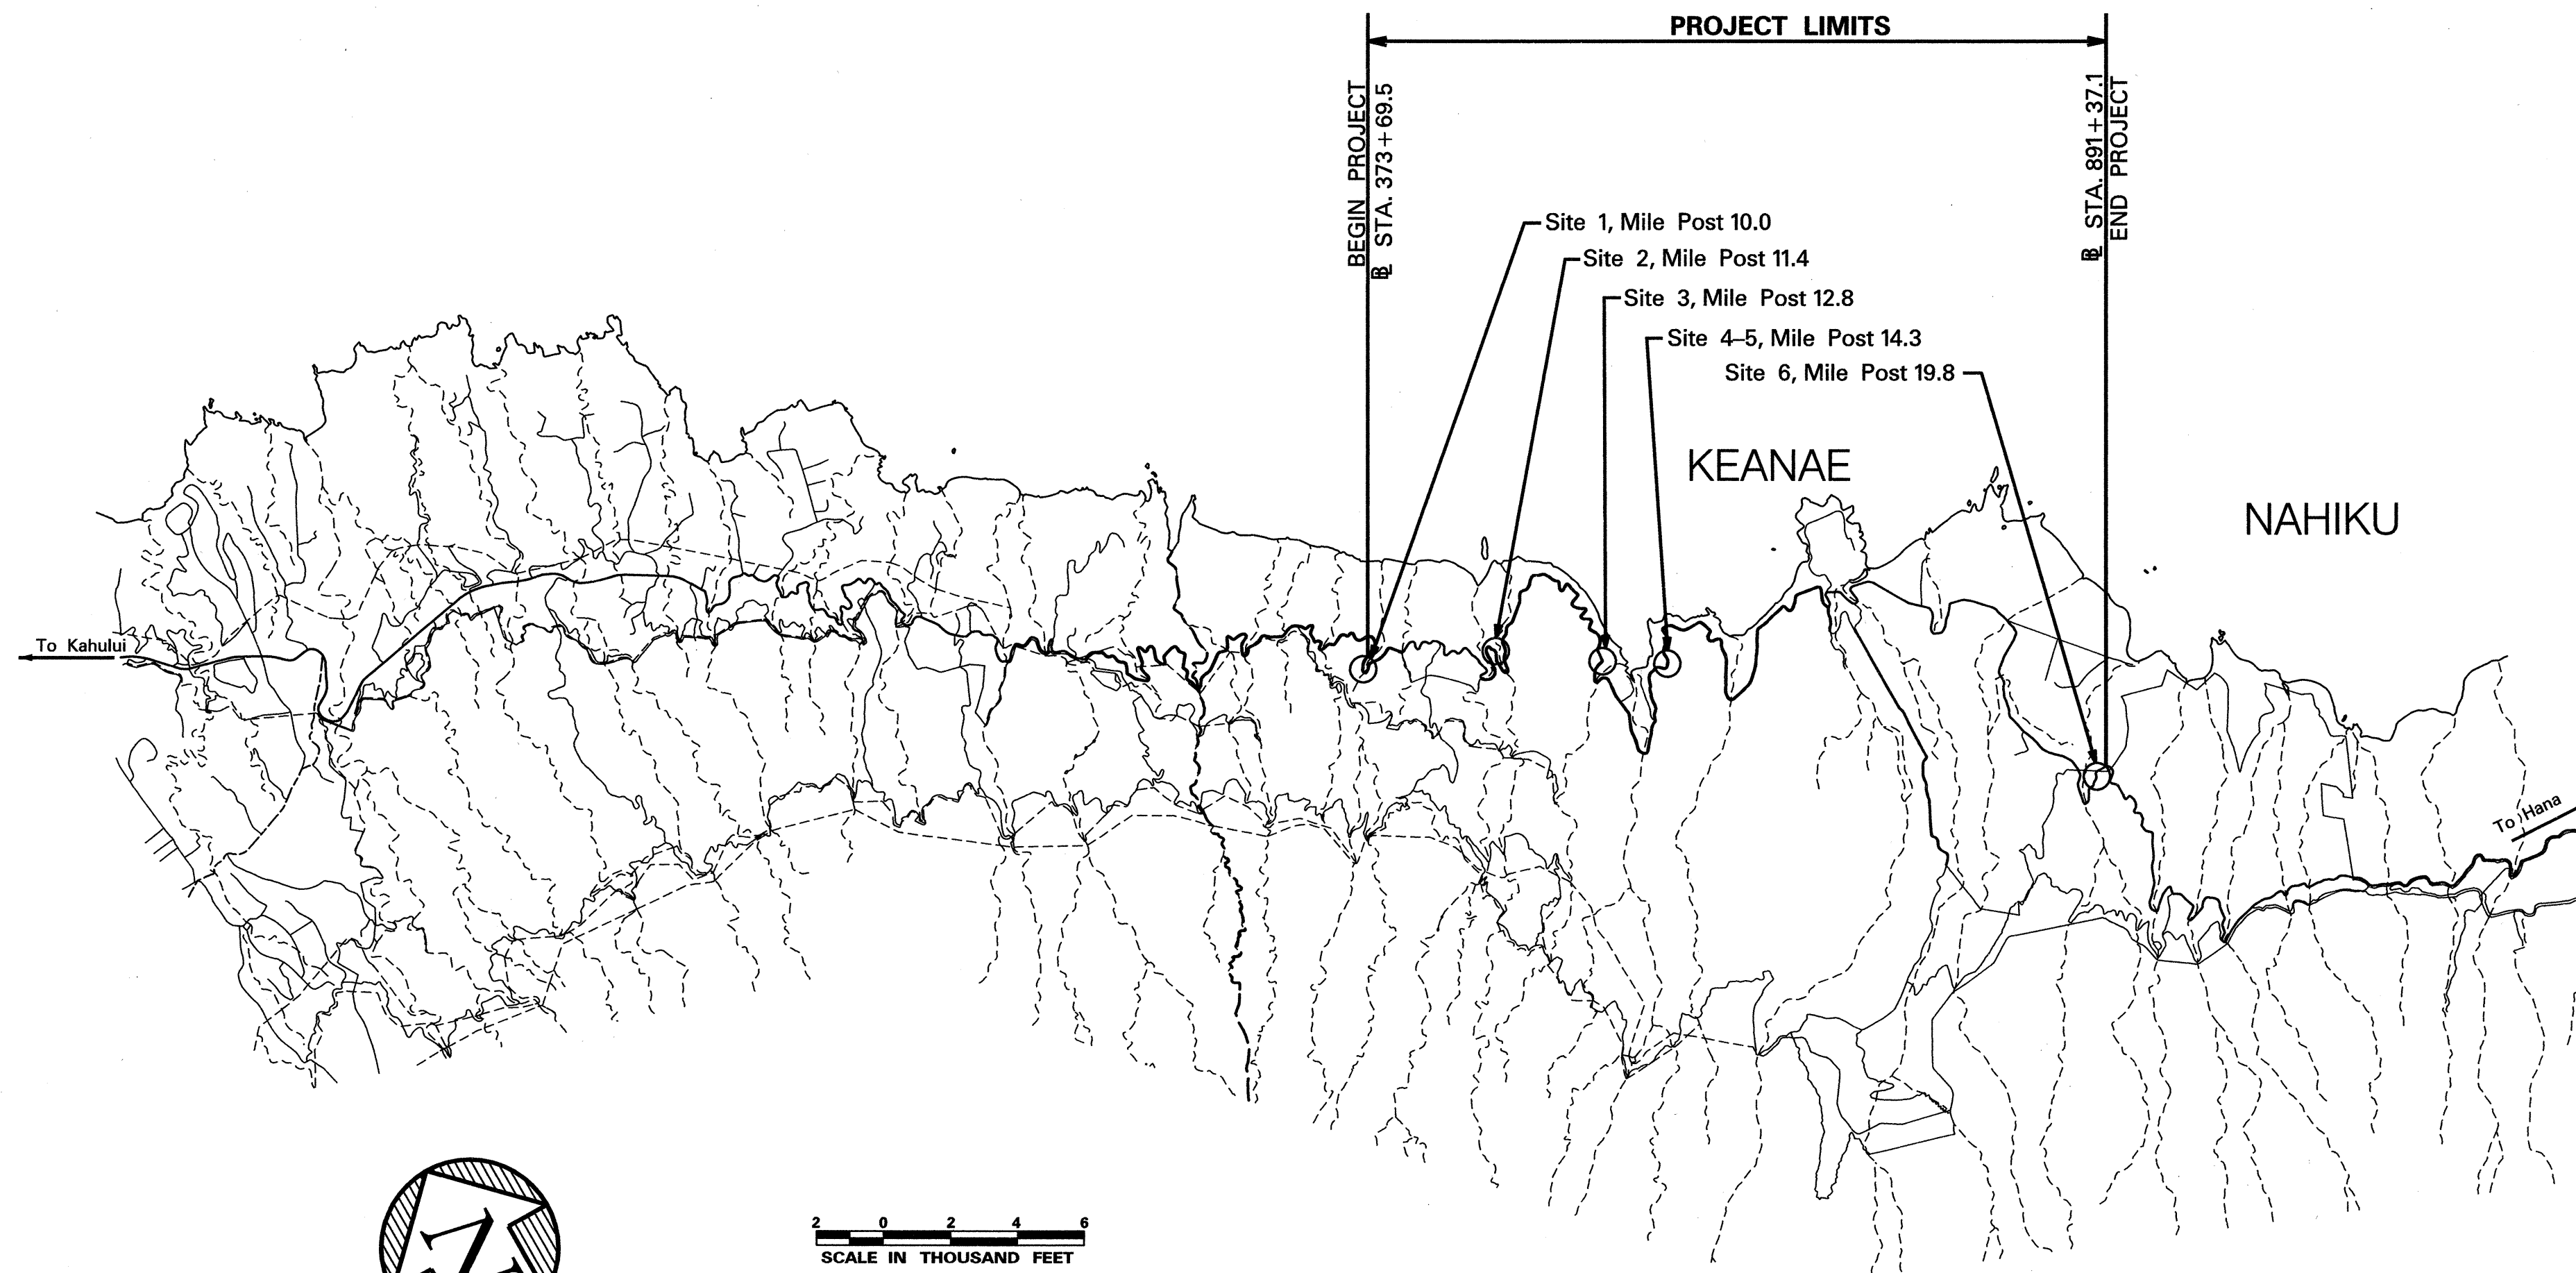 PROJECT LIMITS
BEGIN PROJECT
BL STA. 373+69.5
BL STA. 891+37.1
END PROJECT
Site 1, Mile Post 10.0
Site 2, Mile Post 11.4
Site 3, Mile Post 12.8
Site 4–5, Mile Post 14.3
Site 6, Mile Post 19.8
KEANAE
NAHIKU
To Kahului
To Hana
2 0 2 4 6
SCALE IN THOUSAND FEET